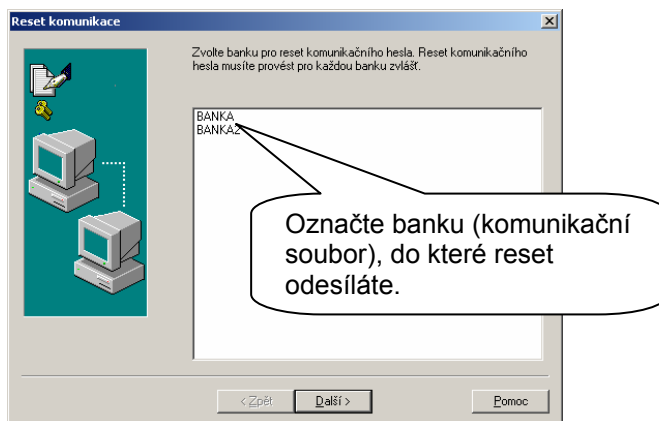 Reset komunikace
Zvolte banku pro reset komunikačního hesla. Reset komunikačního
hesla musíte provést pro každou banku zvlášť.
BANKA
BANKA2
Označte banku (komunikační
soubor), do které reset
odesíláte.
< Zpět
Další >
Pomoc